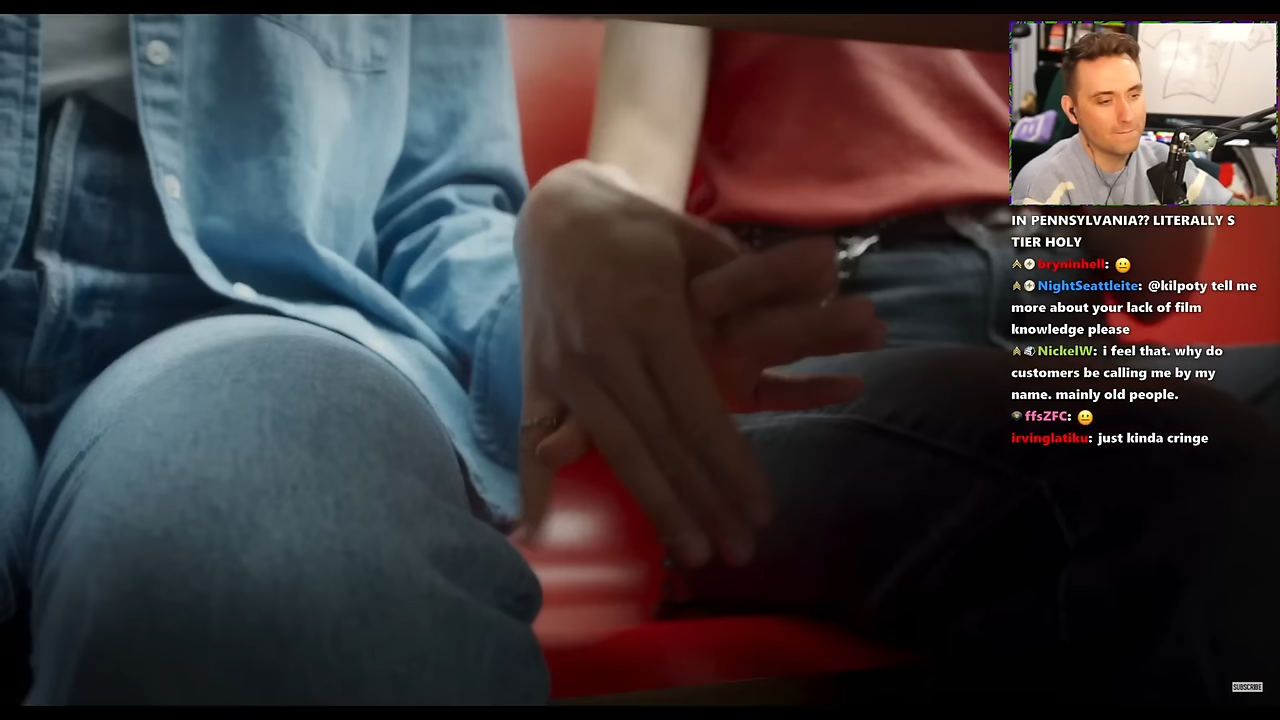 IN PENNSYLVANIA?? LITERALLY S
TIER HOLY
bryninhell: 😐
NightSeattleite: @kilpoty tell me
more about your lack of film
knowledge please
NickelW: i feel that. why do
customers be calling me by my
name. mainly old people.
ffsZFC: 😐
irvinglatiku: just kinda cringe
SUBSCRIBE